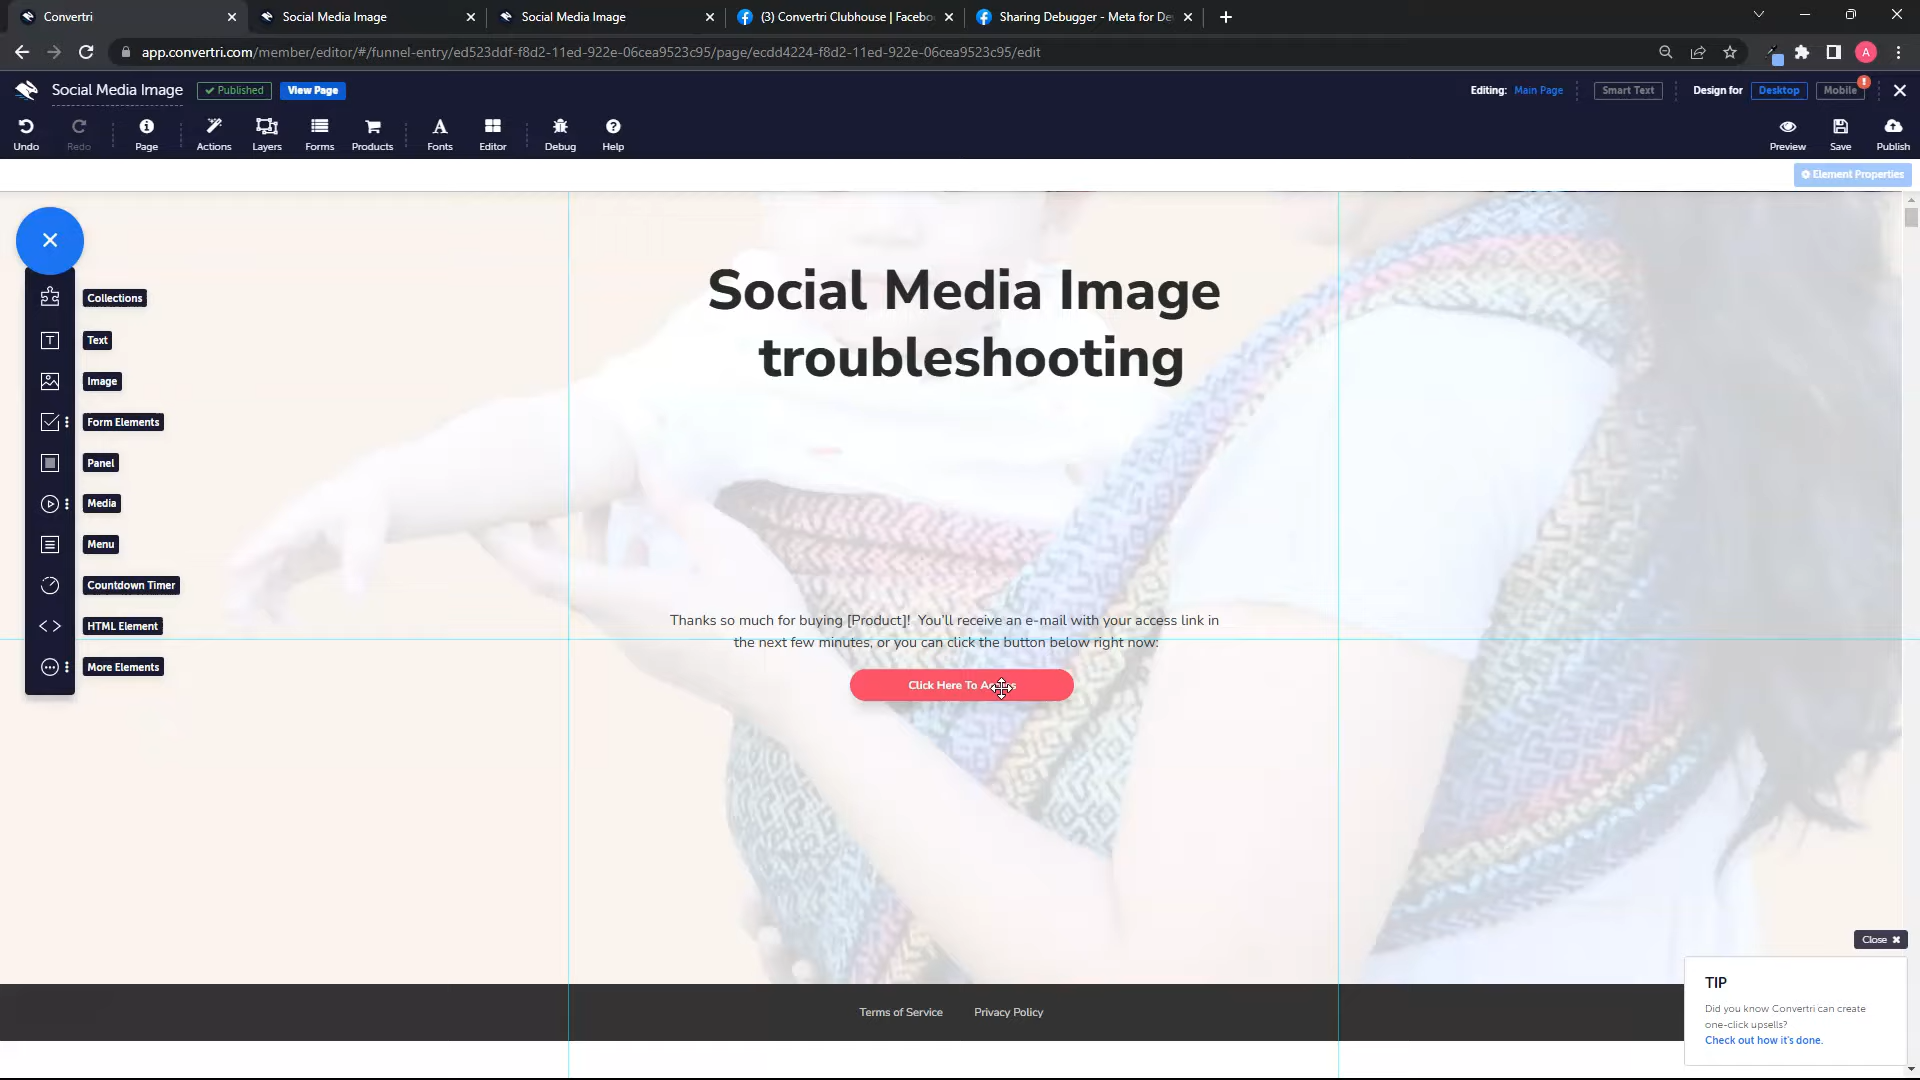 Convertri
Social Media Image
Social Media Image
(3) Convertri Clubhouse | Facebo
Sharing Debugger - Meta for De
app.convertri.com/member/editor/#/funnel-entry/ed523ddf-f8d2-11ed-922e-06cea9523c95/page/ecdd4224-f8d2-11ed-922e-06cea9523c95/edit
A
Social Media Image
Published
View Page
Editing: Main Page
Smart Text
Design for
Desktop
Mobile
!
Undo
Redo
Page
Actions
Layers
Forms
Products
Fonts
Editor
Debug
Help
Preview
Save
Publish
Element Properties
Collections
Text
Image
Form Elements
Panel
Media
Menu
Countdown Timer
HTML Element
More Elements
Social Media Image
troubleshooting
Thanks so much for buying [Product]! You'll receive an e-mail with your access link in
the next few minutes, or you can click the button below right now:
Click Here To
Terms of Service
Privacy Policy
Close
TIP
Did you know Convertri can create
one-click upsells?
Check out how it's done.